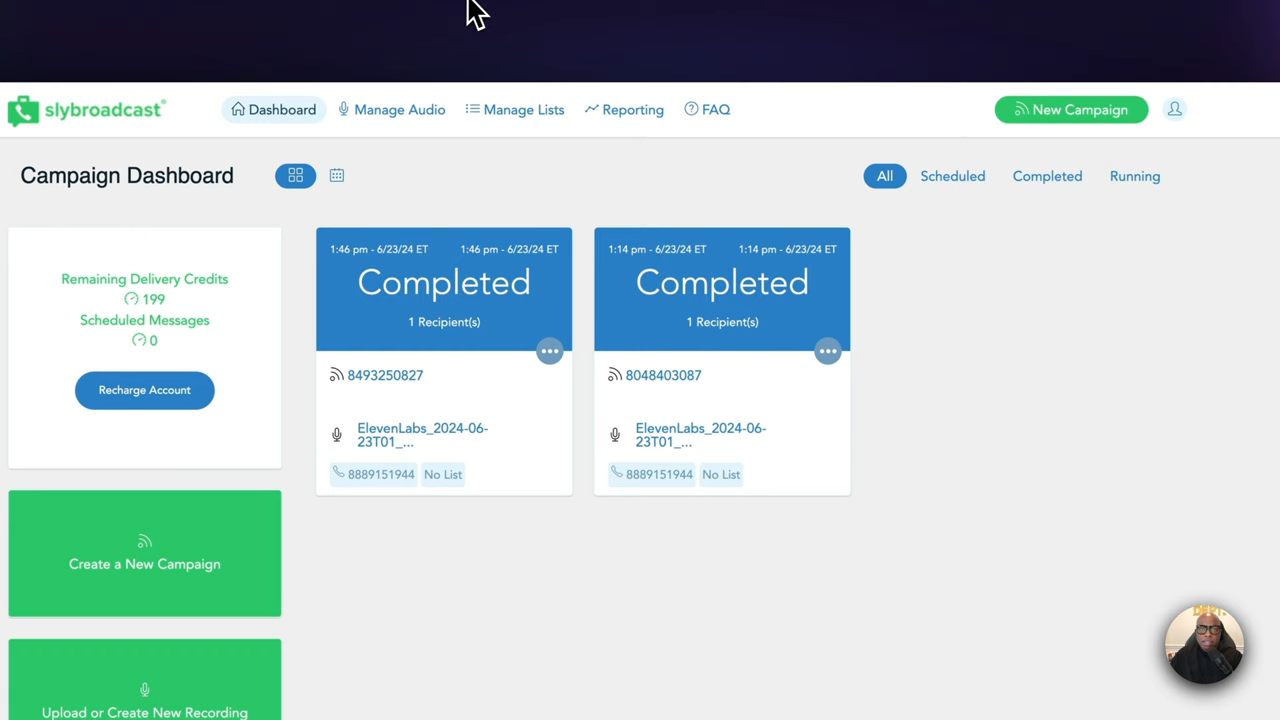 slybroadcast®
Dashboard
Manage Audio
Manage Lists
Reporting
FAQ
New Campaign
Campaign Dashboard
All
Scheduled
Completed
Running
Remaining Delivery Credits
199
Scheduled Messages
0
Recharge Account
1:46 pm - 6/23/24 ET 1:46 pm - 6/23/24 ET
Completed
1 Recipient(s)
8493250827
ElevenLabs_2024-06-
23T01_...
8889151944 No List
1:14 pm - 6/23/24 ET 1:14 pm - 6/23/24 ET
Completed
1 Recipient(s)
8048403087
ElevenLabs_2024-06-
23T01_...
8889151944 No List
Create a New Campaign
Upload or Create New Recording